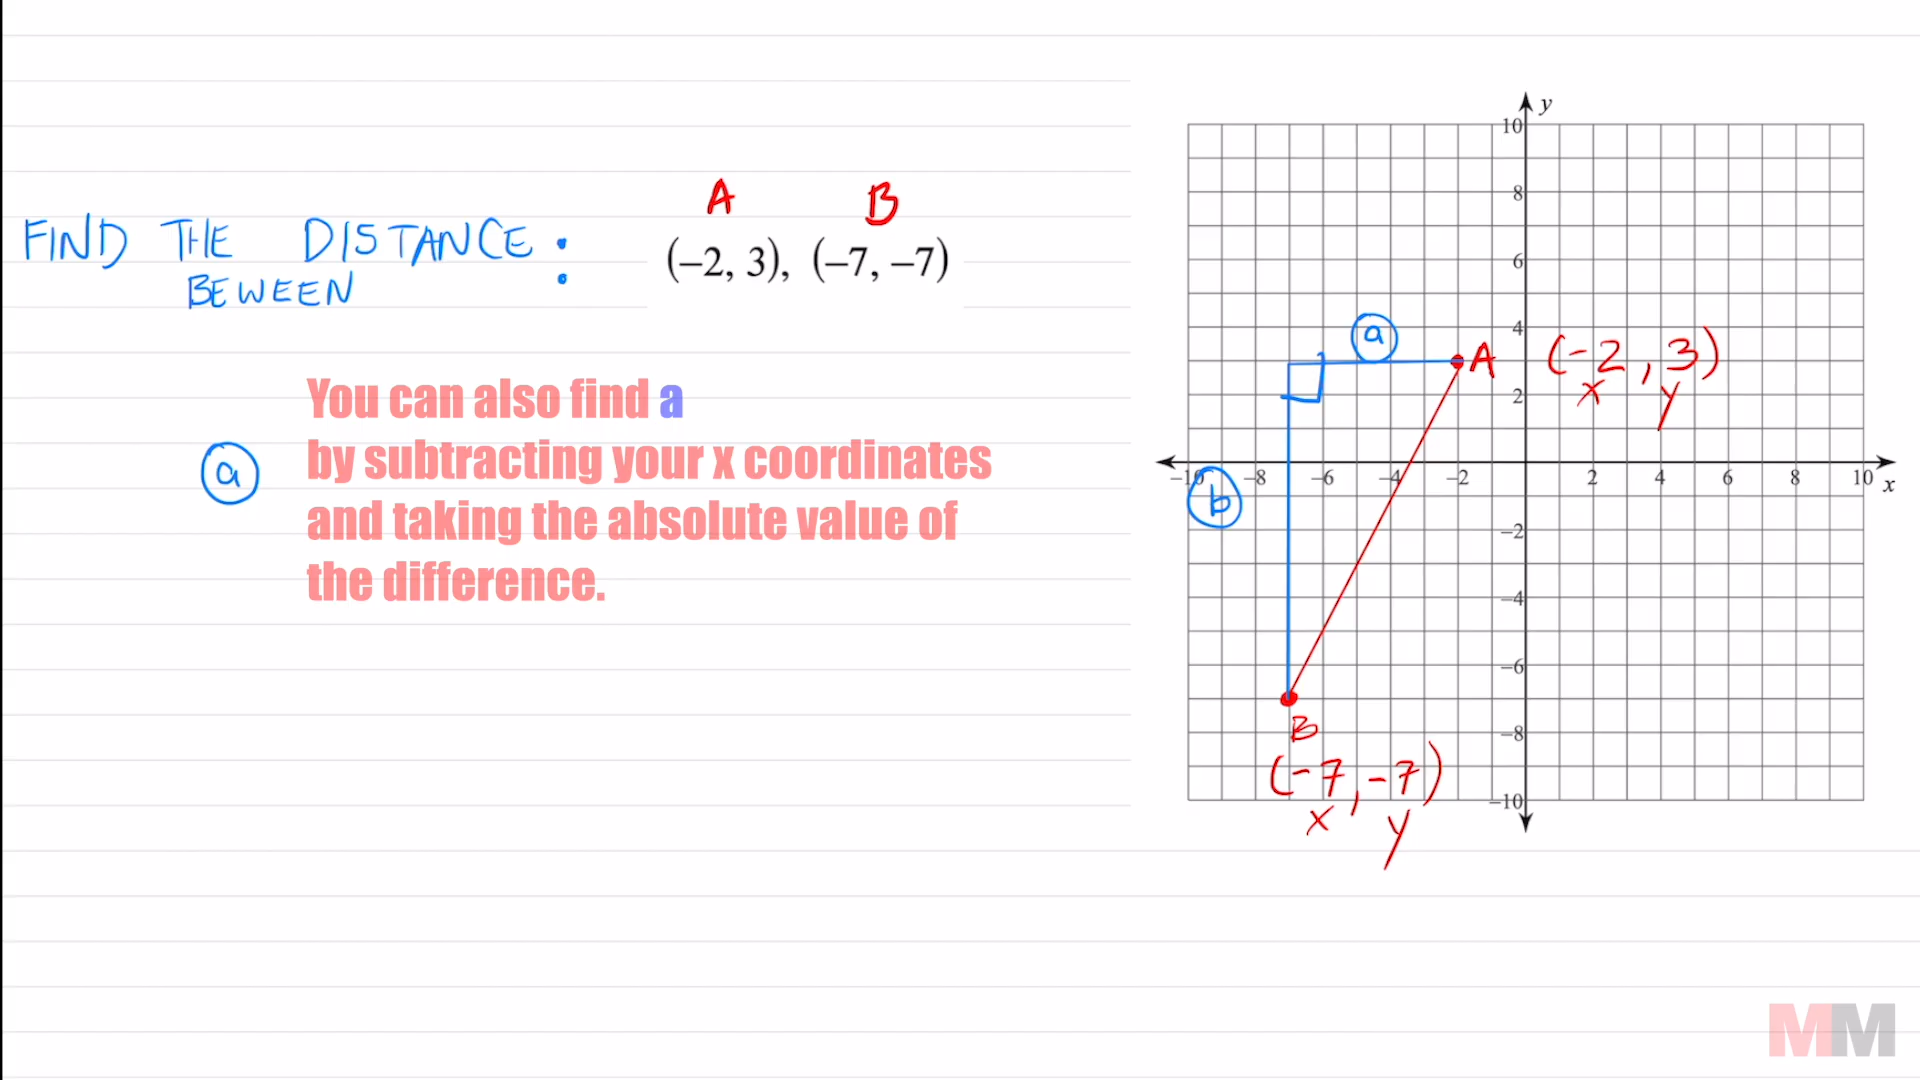 A B
FIND THE DISTANCE :
BEWEEN
(–2, 3), (–7, –7)
a
You can also find a
by subtracting your x coordinates
and taking the absolute value of
the difference.
y
10
8
6
4
2
–10 –8 –6 –4 –2 2 4 6 8 10 x
–2
–4
–6
–8
–10
a
A (-2, 3)
x y
b
B
(-7, -7)
x y
MM